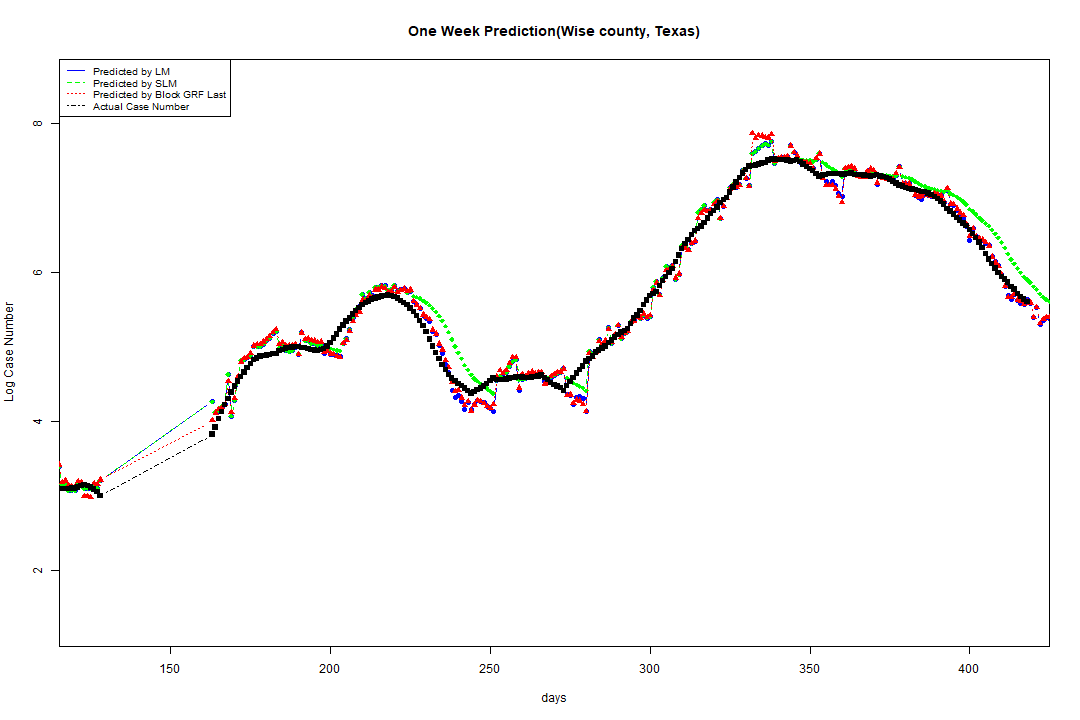 One Week Prediction(Wise county, Texas)
Predicted by LM
Predicted by SLM
Predicted by Block GRF Last
Actual Case Number
Log Case Number
8
6
4
2
150 200 250 300 350 400
days